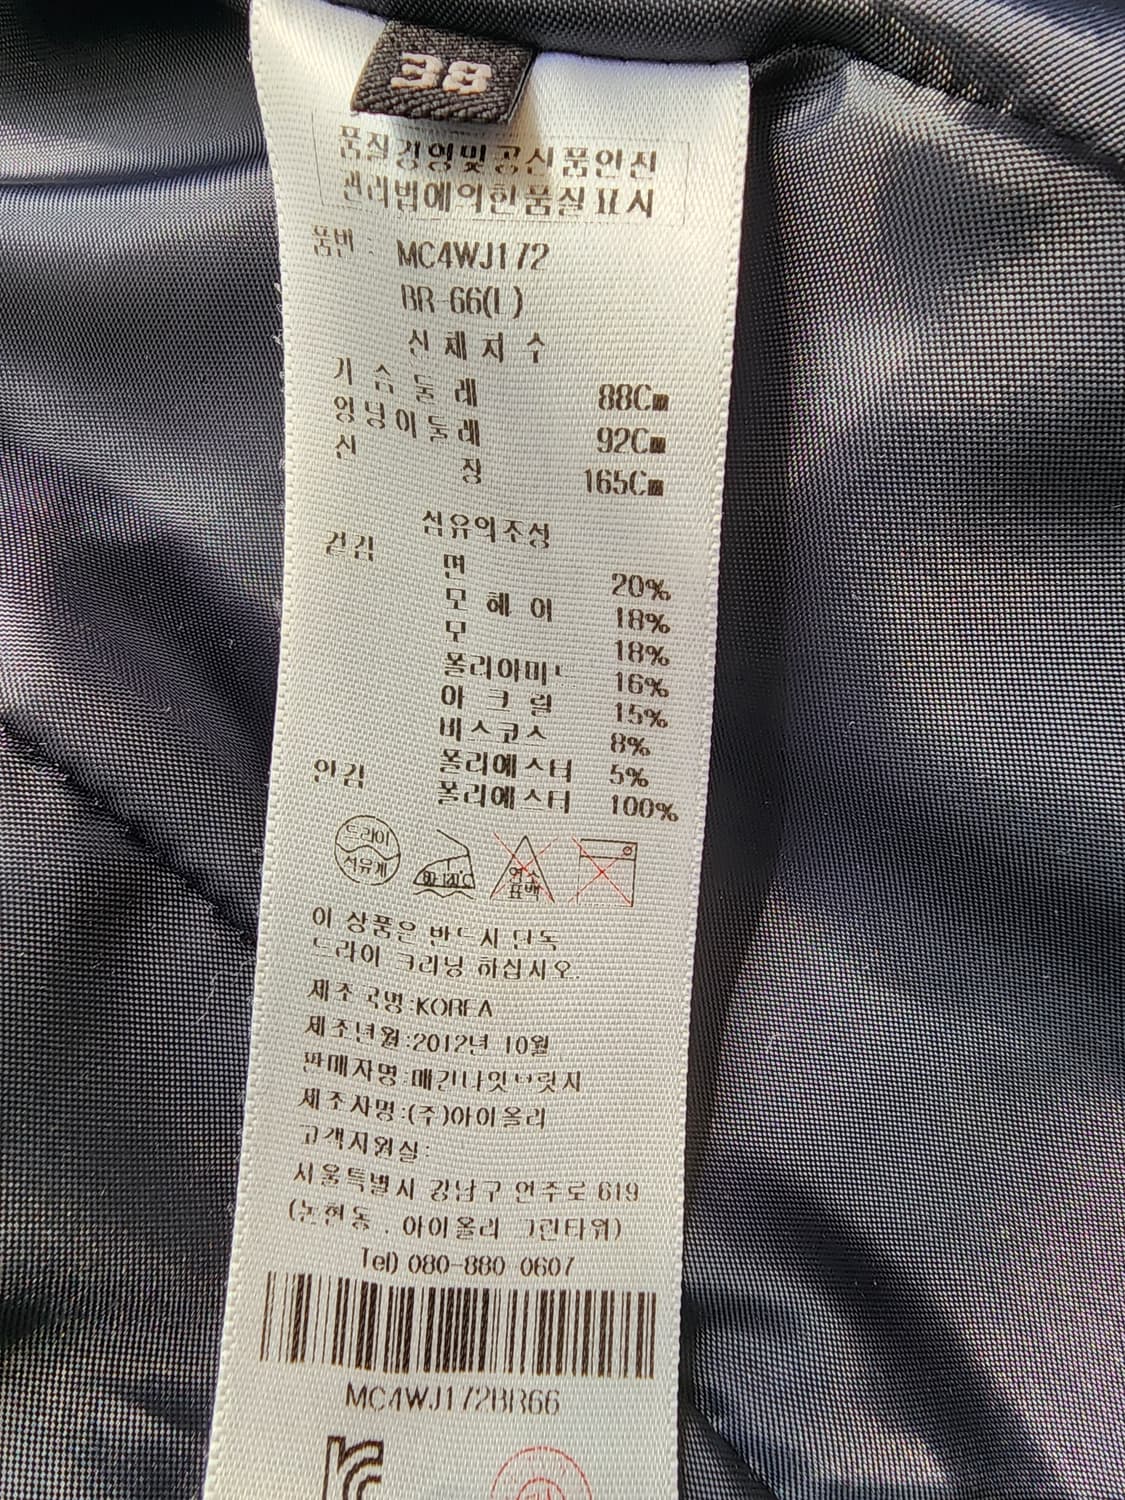 38
품질경영및공산품안전
관리법에의한품질표시
품번 : MC4WJ172
BR-66(L)
신체치수
가슴둘레 88Cm
엉덩이둘레 92Cm
신장 165Cm
섬유의조성
겉감 면 20%
모헤어 18%
모 18%
폴리아미드 16%
아크릴 15%
비스코스 8%
폴리에스터 5%
안감 폴리에스터 100%
드라이
석유계
연소
표백
이 상품은 반드시 단독
드라이 크리닝 하십시오.
제조국명:KOREA
제조년월:2012년 10월
판매자명:매긴나잇브릿지
제조사명:(주)아이올리
고객지원실:
서울특별시 강남구 언주로 619
(논현동 . 아이올리 그린타워)
Tel) 080-880-0607
MC4WJ172BR66